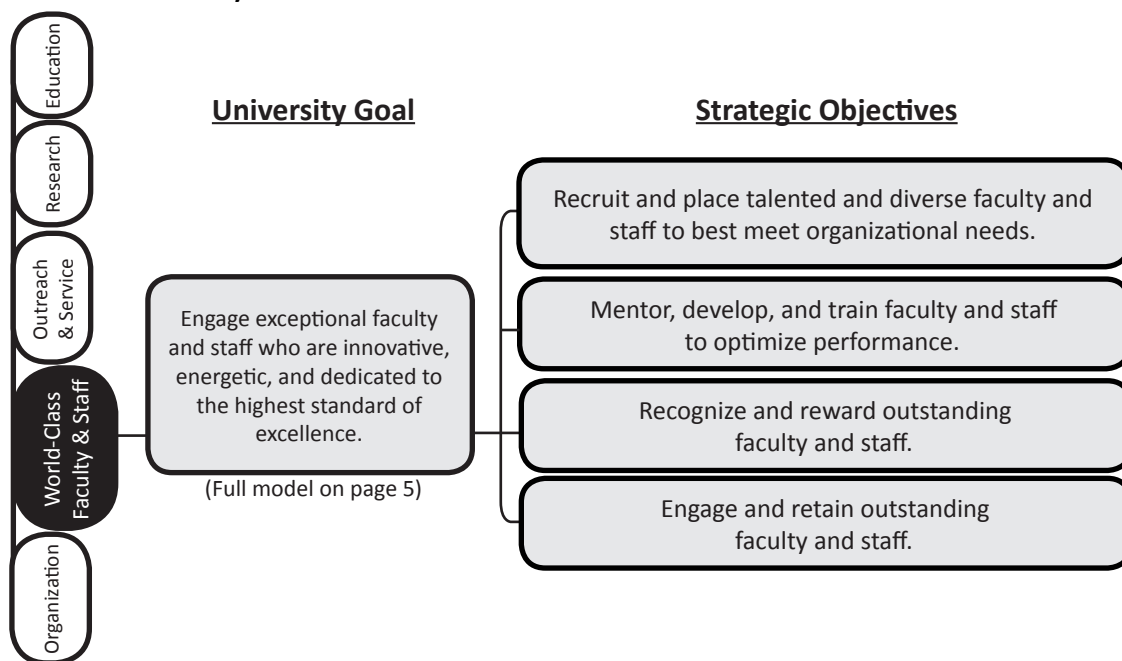 Education
Research
Outreach
& Service
World-Class
Faculty & Staff
Organization
University Goal
Engage exceptional faculty
and staff who are innovative,
energetic, and dedicated to
the highest standard of
excellence.
(Full model on page 5)
Strategic Objectives
Recruit and place talented and diverse faculty and
staff to best meet organizational needs.
Mentor, develop, and train faculty and staff
to optimize performance.
Recognize and reward outstanding
faculty and staff.
Engage and retain outstanding
faculty and staff.